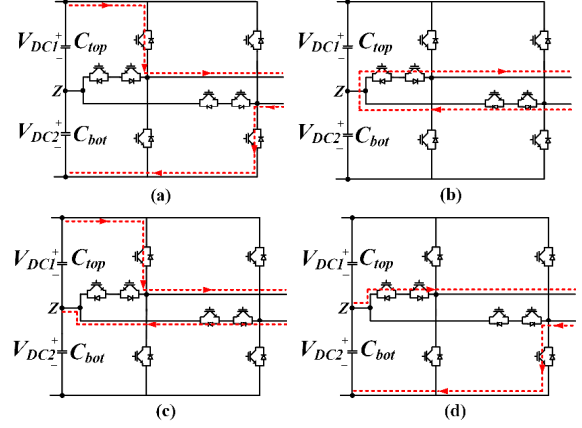 +
V_DC1 C_top
−
Z
+
V_DC2 C_bot
−
(a)
+
V_DC1 C_top
−
Z
+
V_DC2 C_bot
−
(b)
+
V_DC1 C_top
−
Z
+
V_DC2 C_bot
−
(c)
+
V_DC1 C_top
−
Z
+
V_DC2 C_bot
−
(d)